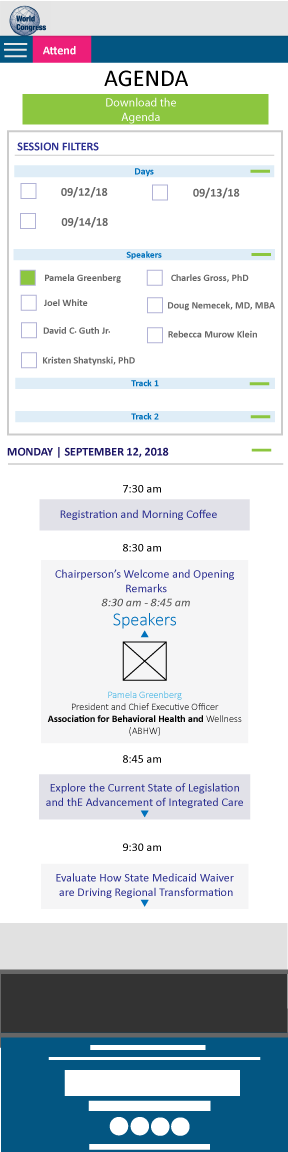 World
Congress
Attend
AGENDA
Download the
Agenda
SESSION FILTERS
Days
09/12/18
09/13/18
09/14/18
Speakers
Pamela Greenberg
Charles Gross, PhD
Joel White
Doug Nemecek, MD, MBA
David C. Guth Jr.
Rebecca Murow Klein
Kristen Shatynski, PhD
Track 1
Track 2
MONDAY | SEPTEMBER 12, 2018
7:30 am
Registration and Morning Coffee
8:30 am
Chairperson's Welcome and Opening
Remarks
8:30 am - 8:45 am
Speakers
Pamela Greenberg
President and Chief Executive Officer
Association for Behavioral Health and Wellness
(ABHW)
8:45 am
Explore the Current State of Legislation
and thE Advancement of Integrated Care
9:30 am
Evaluate How State Medicaid Waiver
are Driving Regional Transformation